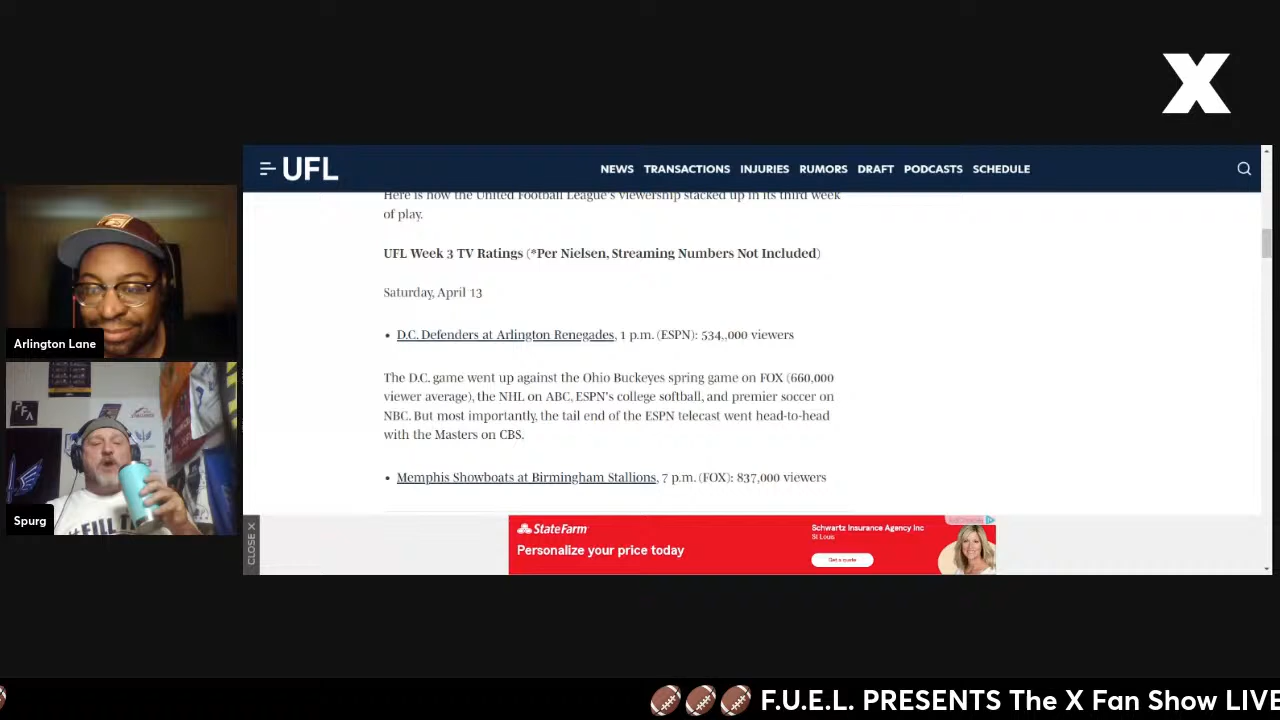 X
UFL
NEWS TRANSACTIONS INJURIES RUMORS DRAFT PODCASTS SCHEDULE
Here is how the United Football League's viewership stacked up in its third week
of play.
UFL Week 3 TV Ratings (*Per Nielsen, Streaming Numbers Not Included)
Saturday, April 13
• D.C. Defenders at Arlington Renegades, 1 p.m. (ESPN): 534,,000 viewers
The D.C. game went up against the Ohio Buckeyes spring game on FOX (660,000
viewer average), the NHL on ABC, ESPN's college softball, and premier soccer on
NBC. But most importantly, the tail end of the ESPN telecast went head-to-head
with the Masters on CBS.
• Memphis Showboats at Birmingham Stallions, 7 p.m. (FOX): 837,000 viewers
Arlington Lane
Spurg
CLOSE X
StateFarm
Personalize your price today
Schwartz Insurance Agency Inc
St Louis
Get a quote
F.U.E.L. PRESENTS The X Fan Show LIVE